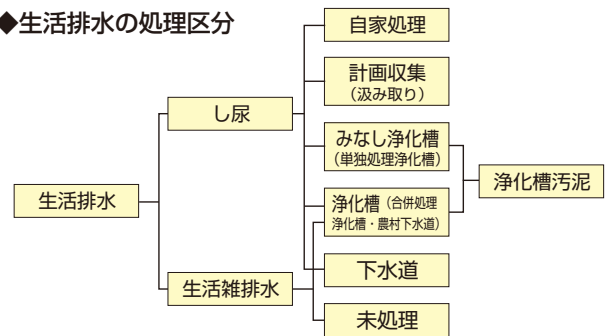 ◆生活排水の処理区分
生活排水
し尿
生活雑排水
自家処理
計画収集
（汲み取り）
みなし浄化槽
（単独処理浄化槽）
浄化槽（合併処理
浄化槽・農村下水道）
下水道
未処理
浄化槽汚泥